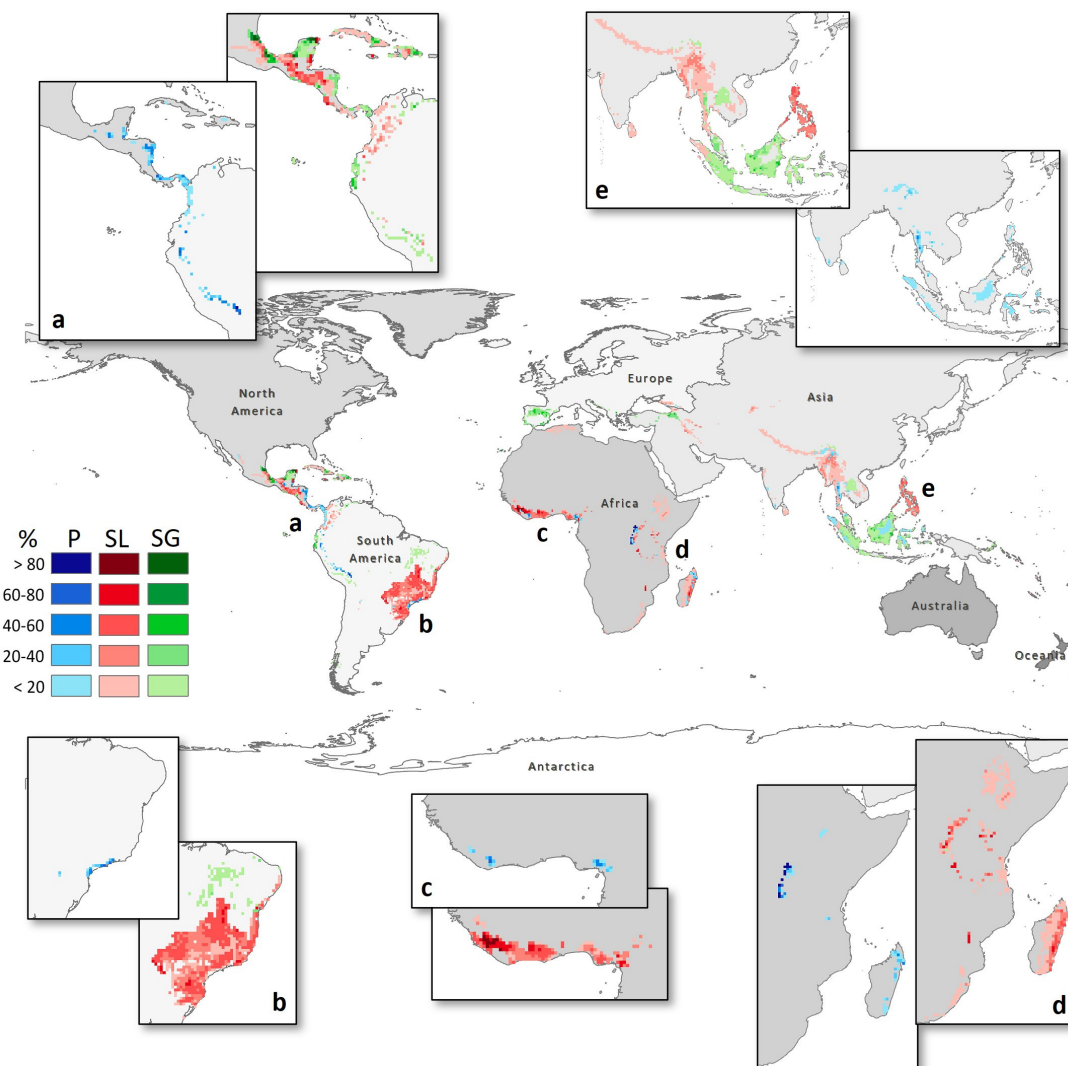 e
a
North
America
Europe
Asia
Africa
a
c
d
e
% P SL SG
> 80
60-80
40-60
20-40
< 20
South
America
b
Australia
Oceania
Antarctica
c
b
d